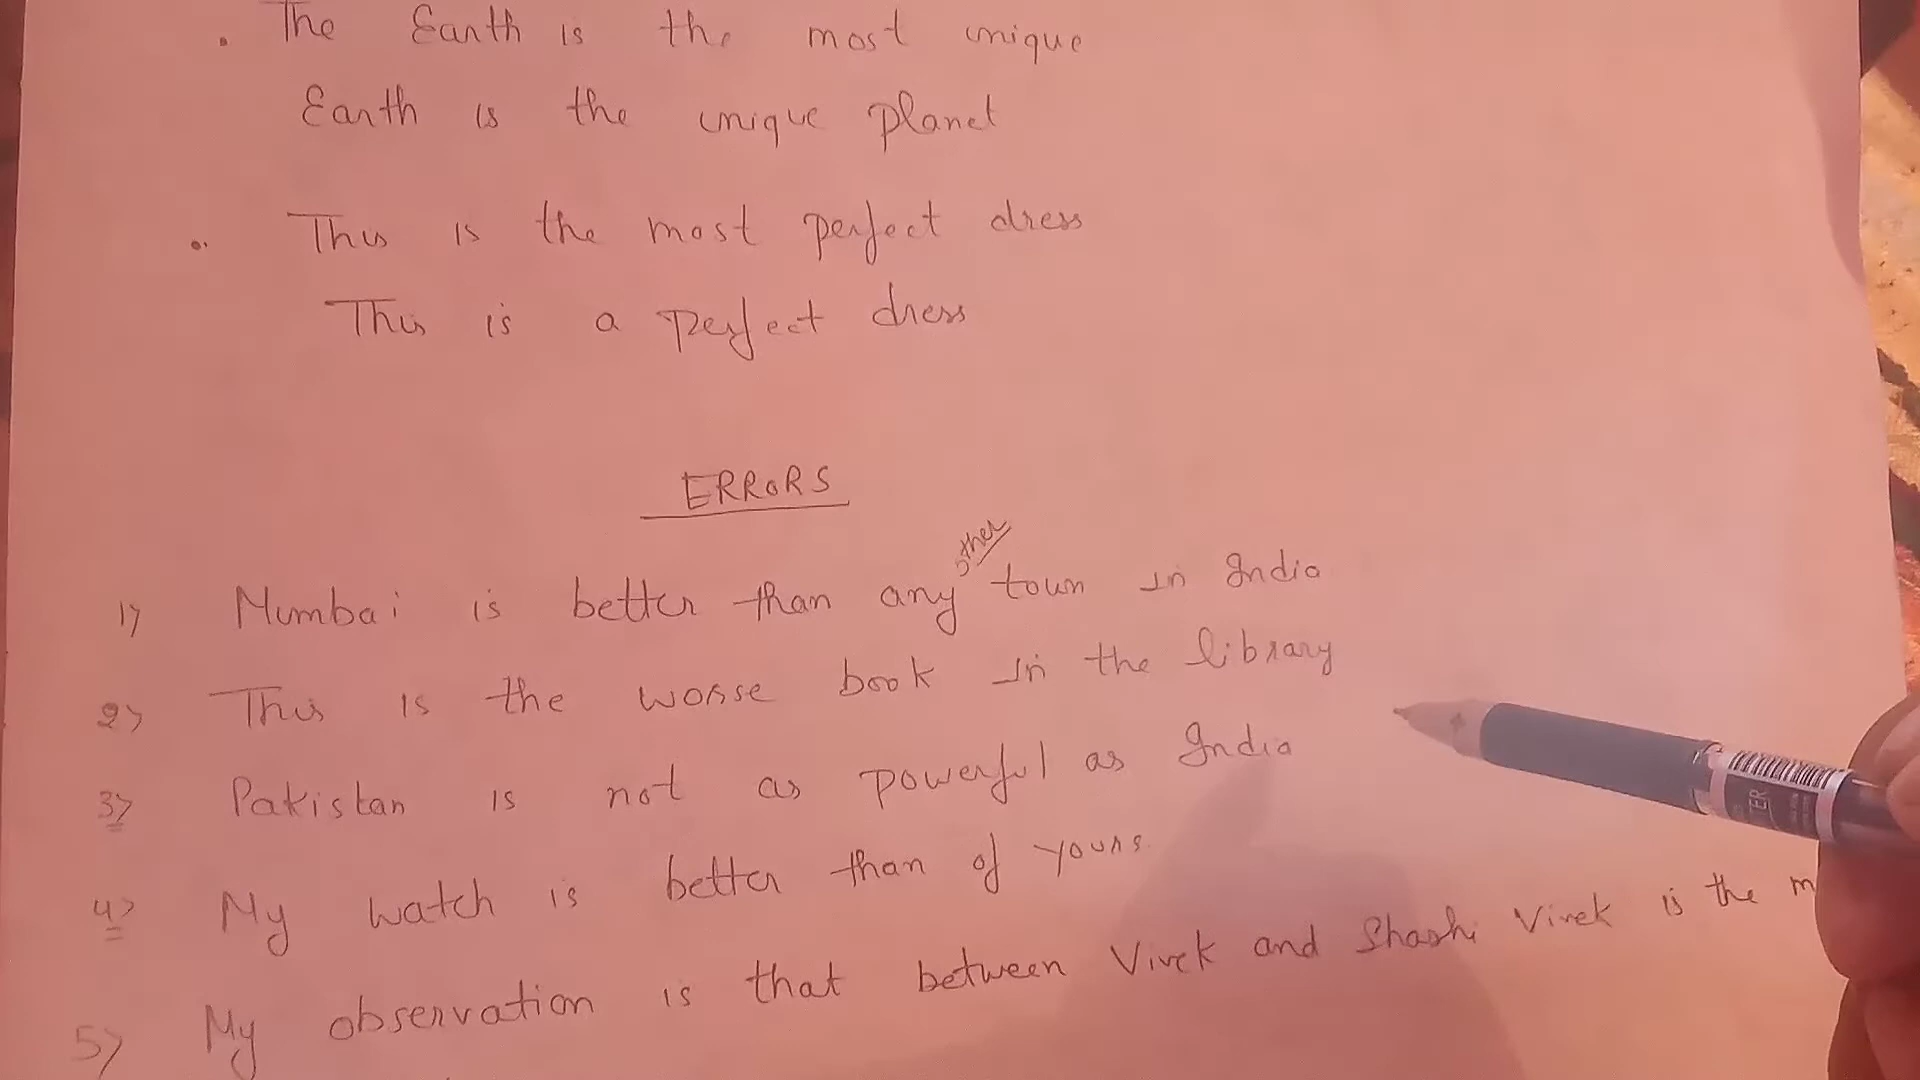 . The Earth is the most unique
Earth is the unique planet
. This is the most perfect dress
This is a perfect dress
ERRORS
other
1) Mumbai is better than any town in India
2) This is the worse book in the library
3) Pakistan is not as powerful as India
4) My watch is better than of yours
5) My observation is that between Vivek and Shashi Vivek is the m
TER